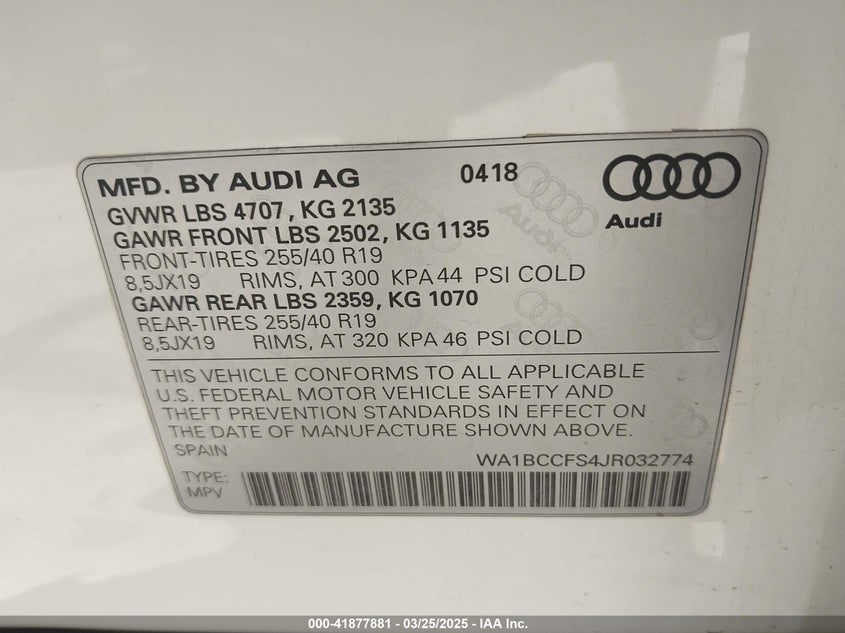 MFD. BY AUDI AG 0418
Audi
GVWR LBS 4707, KG 2135
GAWR FRONT LBS 2502, KG 1135
FRONT-TIRES 255/40 R19
8,5JX19 RIMS, AT 300 KPA 44 PSI COLD
GAWR REAR LBS 2359, KG 1070
REAR-TIRES 255/40 R19
8,5JX19 RIMS, AT 320 KPA 46 PSI COLD
THIS VEHICLE CONFORMS TO ALL APPLICABLE
U.S. FEDERAL MOTOR VEHICLE SAFETY AND
THEFT PREVENTION STANDARDS IN EFFECT ON
THE DATE OF MANUFACTURE SHOWN ABOVE.
SPAIN WA1BCCFS4JR032774
TYPE:
MPV
000-41877881 - 03/25/2025 - IAA Inc.